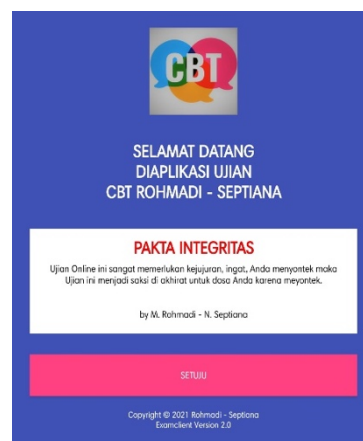 CBT
SELAMAT DATANG
DIAPLIKASI UJIAN
CBT ROHMADI - SEPTIANA
PAKTA INTEGRITAS
Ujian Online ini sangat memerlukan kejujuran, ingat, Anda menyontek maka
Ujian ini menjadi saksi di akhirat untuk dosa Anda karena meyontek.
by M. Rohmadi - N. Septiana
SETUJU
Copyright © 2021 Rohmadi - Septiana
Examclient Version 2.0